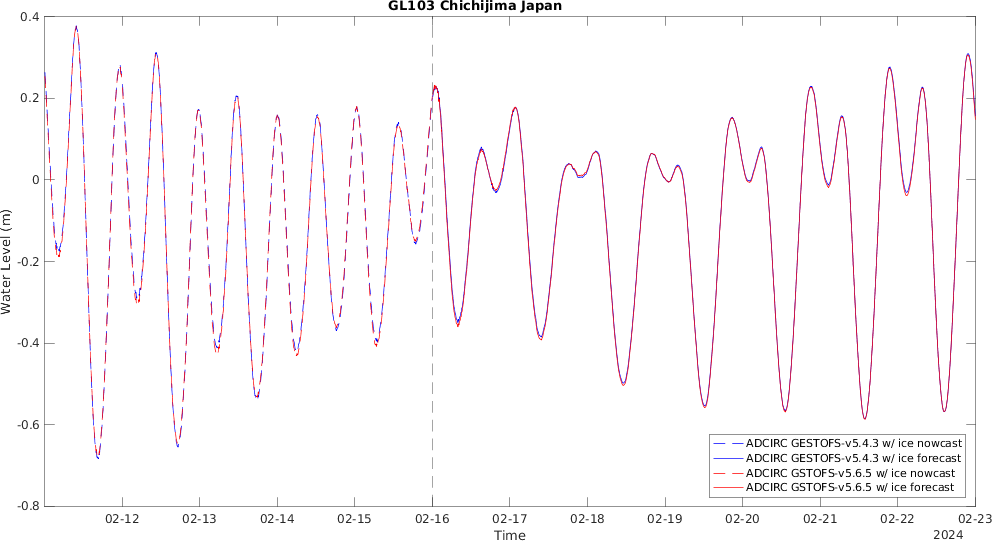 GL103 Chichijima Japan
0.4
0.2
0
-0.2
-0.4
-0.6
-0.8
Water Level (m)
ADCIRC GESTOFS-v5.4.3 w/ ice nowcast
ADCIRC GESTOFS-v5.4.3 w/ ice forecast
ADCIRC GSTOFS-v5.6.5 w/ ice nowcast
ADCIRC GSTOFS-v5.6.5 w/ ice forecast
02-12 02-13 02-14 02-15 02-16 02-17 02-18 02-19 02-20 02-21 02-22 02-23
Time
2024